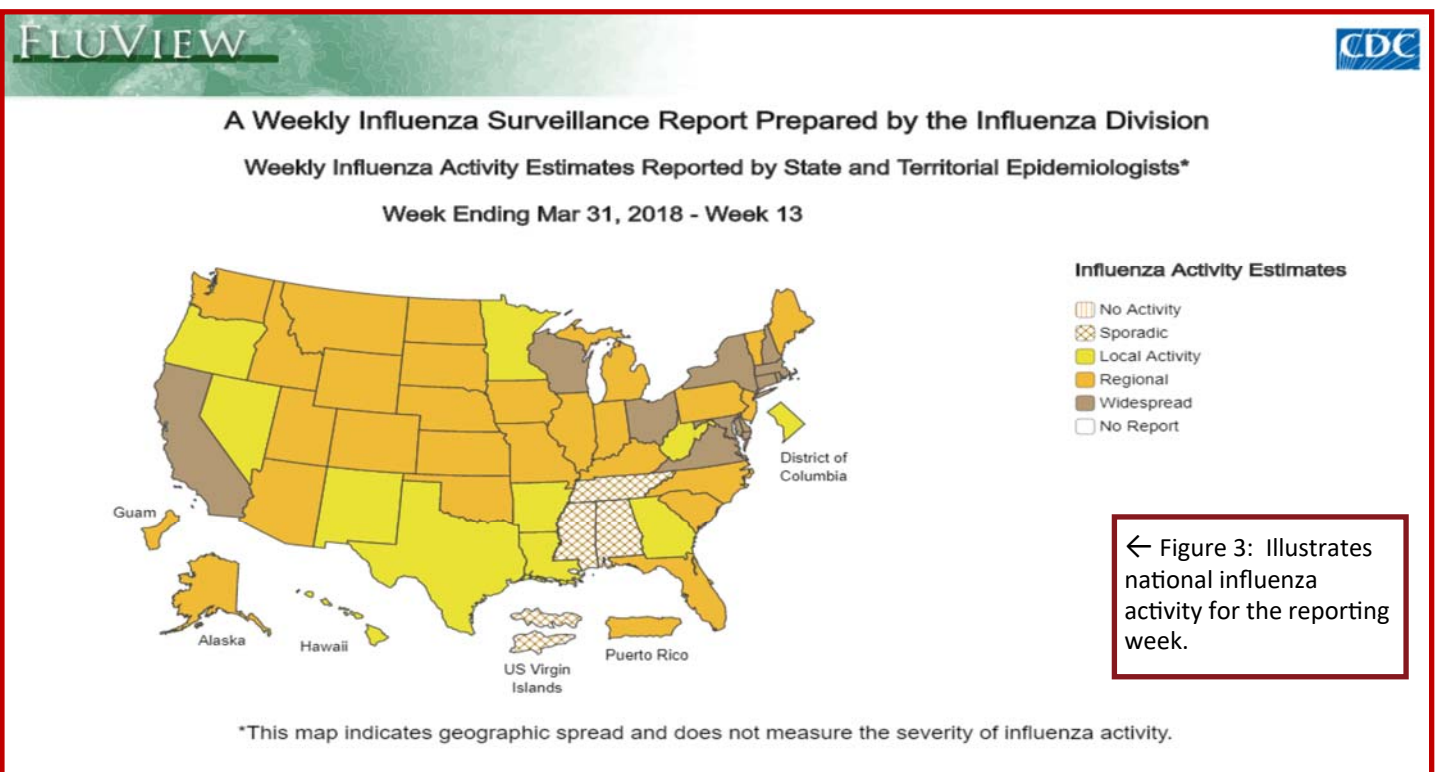 FLUVIEW
CDC
A Weekly Influenza Surveillance Report Prepared by the Influenza Division
Weekly Influenza Activity Estimates Reported by State and Territorial Epidemiologists*
Week Ending Mar 31, 2018 - Week 13
Influenza Activity Estimates
No Activity
Sporadic
Local Activity
Regional
Widespread
No Report
District of
Columbia
Guam
Alaska
Hawaii
US Virgin
Islands
Puerto Rico
← Figure 3: Illustrates
national influenza
activity for the reporting
week.
*This map indicates geographic spread and does not measure the severity of influenza activity.